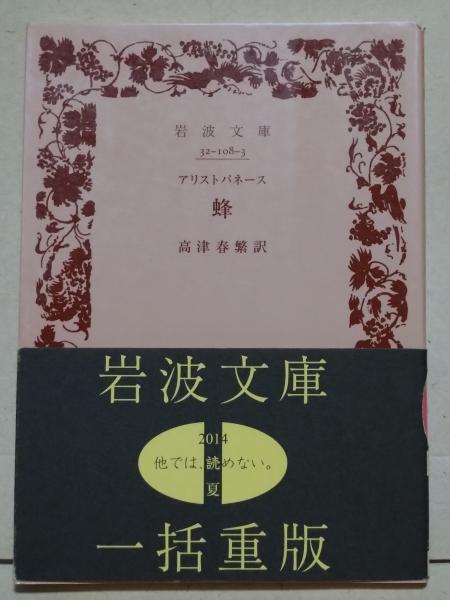 岩波文庫
32-108-3
アリストパネース
蜂
高津春繁訳
岩波文庫
2014
他では、読めない。
夏
一括重版